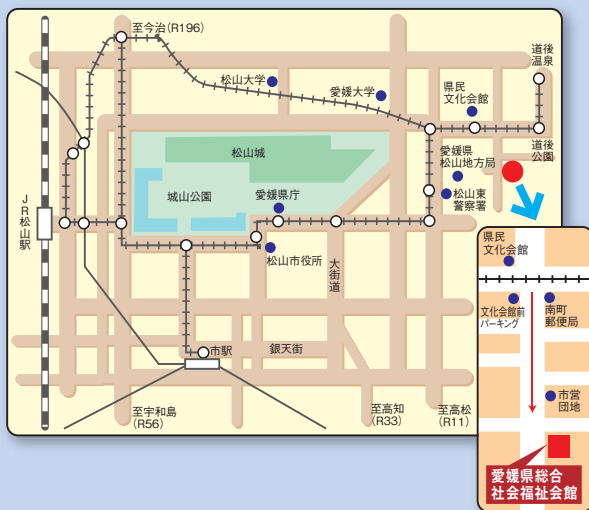 至今治(R196)
道後
温泉
松山大学
愛媛大学
県民
文化会館
道後
公園
松山城
愛媛県
松山地方局
城山公園
愛媛県庁
松山東
警察署
JR松山駅
松山市役所
大街道
市駅
銀天街
至宇和島
(R56)
至高知
(R33)
至高松
(R11)
県民
文化会館
文化会館前
パーキング
南町
郵便局
市営
団地
愛媛県総合
社会福祉会館